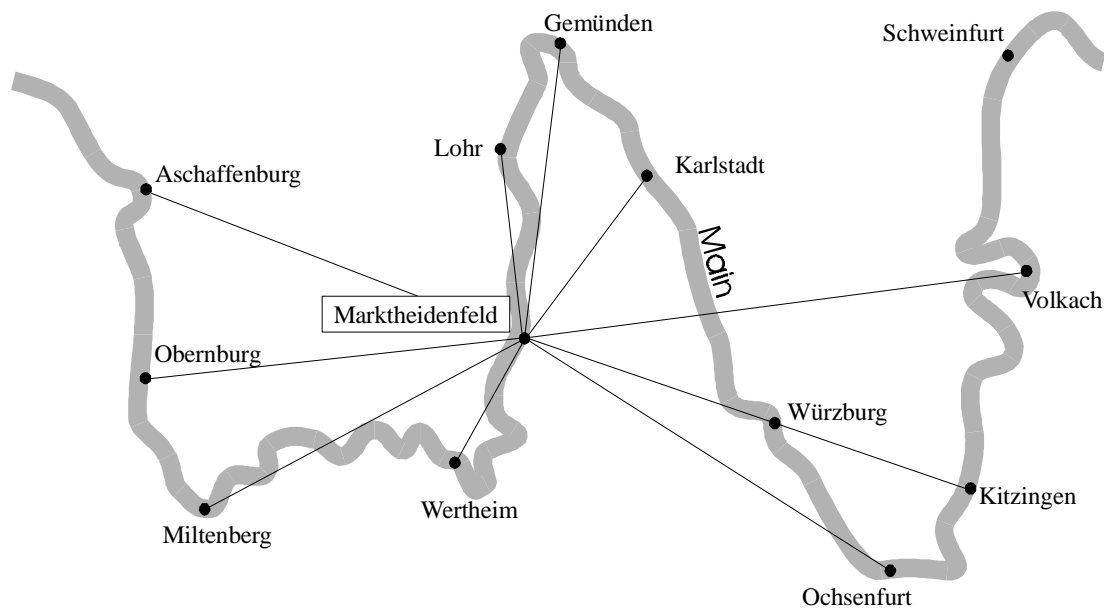 Gemünden
Schweinfurt
Lohr
Karlstadt
Aschaffenburg
Main
Volkach
Marktheidenfeld
Obernburg
Würzburg
Kitzingen
Wertheim
Miltenberg
Ochsenfurt